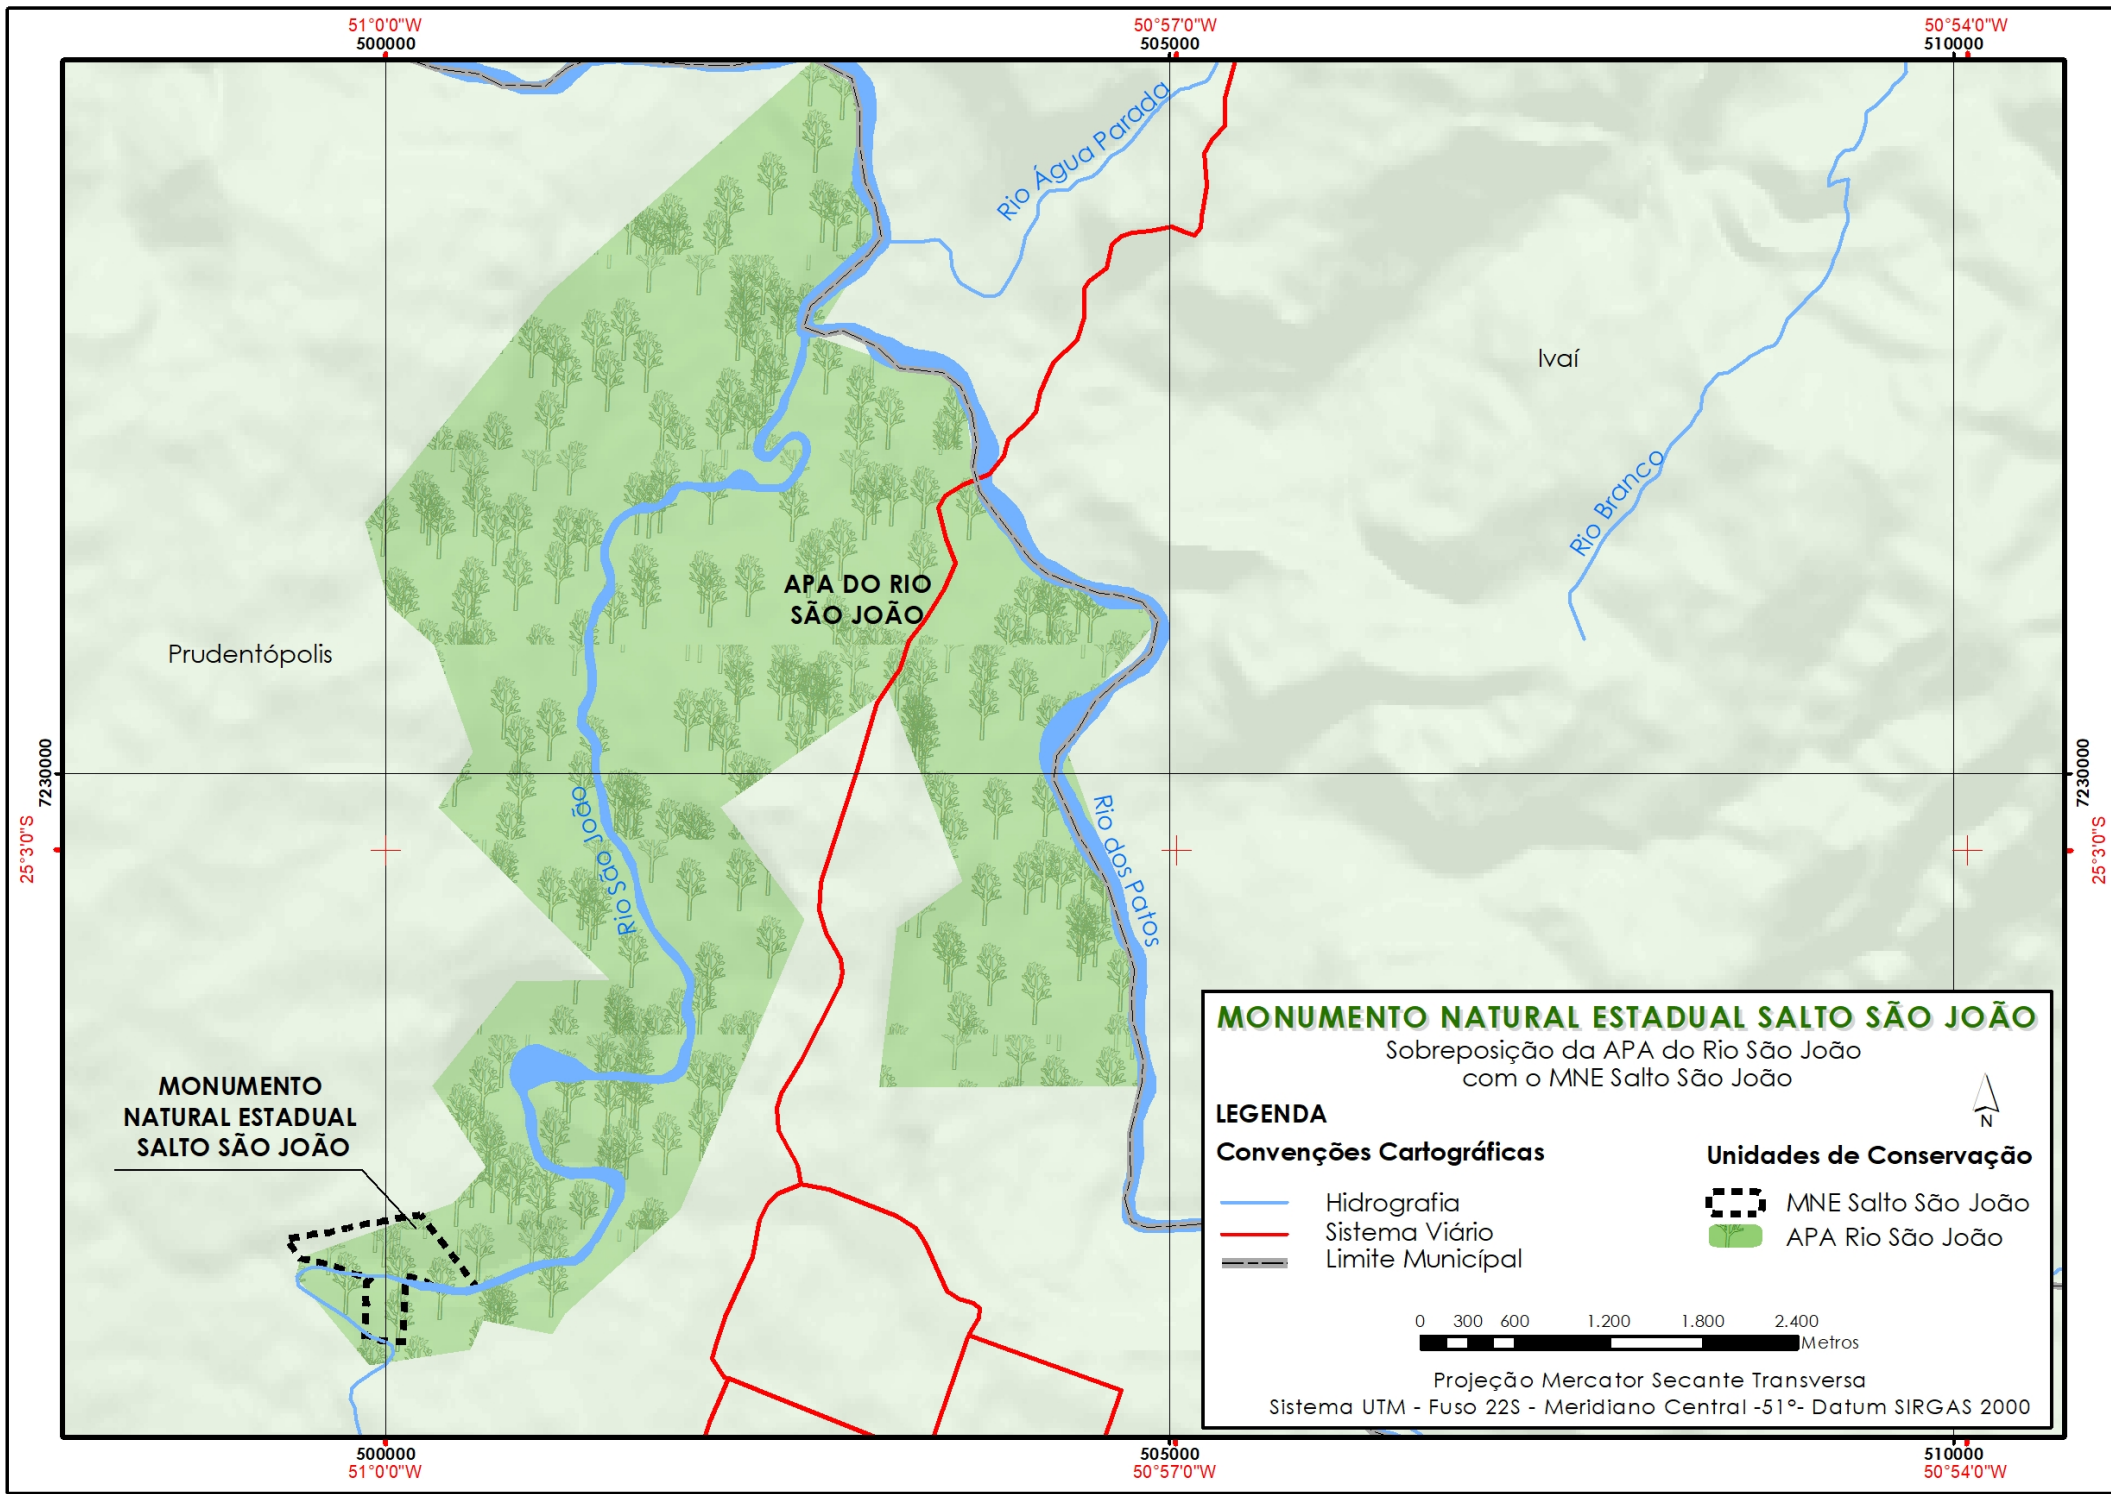 51°0'0"W
50°57'0"W
50°54'0"W
500000
505000
510000
Rio Água Parada
Ivaí
Rio Branco
APA DO RIO
SÃO JOÃO
Prudentópolis
7230000
7230000
25°3'0"S
25°3'0"S
Rio São João
Rio dos Patos
MONUMENTO
NATURAL ESTADUAL
SALTO SÃO JOÃO
MONUMENTO NATURAL ESTADUAL SALTO SÃO JOÃO
Sobreposição da APA do Rio São João
com o MNE Salto São João
N
LEGENDA
Convenções Cartográficas
Hidrografia
Sistema Viário
Limite Municípal
Unidades de Conservação
MNE Salto São João
APA Rio São João
0 300 600 1.200 1.800 2.400
Metros
Projeção Mercator Secante Transversa
Sistema UTM - Fuso 22S - Meridiano Central -51°- Datum SIRGAS 2000
500000
505000
510000
51°0'0"W
50°57'0"W
50°54'0"W